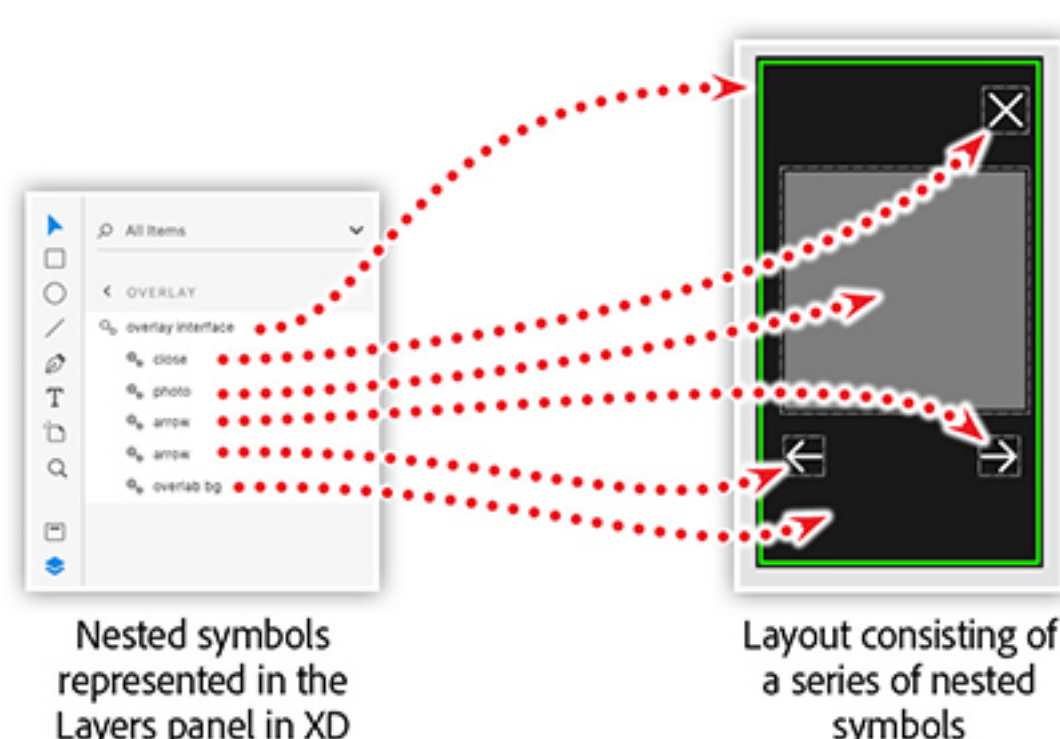 All Items
OVERLAY
overlay interface
close
photo
arrow
arrow
overlab bg
T
Nested symbols
represented in the
Layers panel in XD
Layout consisting of
a series of nested
symbols